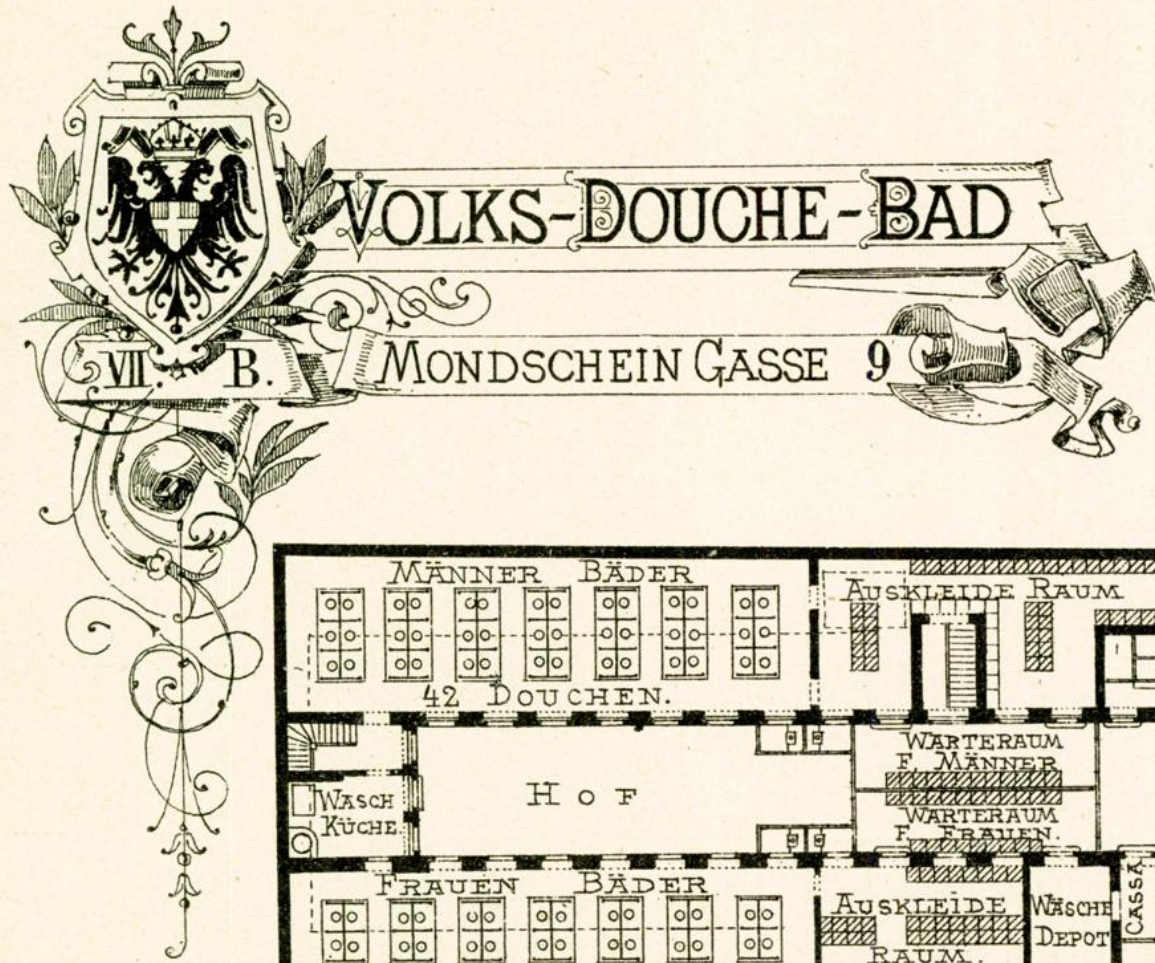 VOLKS-DOUCHE-BAD
VII. B. MONDSCHEIN GASSE 9
MÄNNER BÄDER
42 DOUCHEN.
AUSKLEIDE RAUM
WARTERAUM
F. MÄNNER
WARTERAUM
F. FRAUEN.
HOF
WASCH
KÜCHE
FRAUEN BÄDER
AUSKLEIDE
RAUM.
WÄSCHE
DEPOT
CASSA